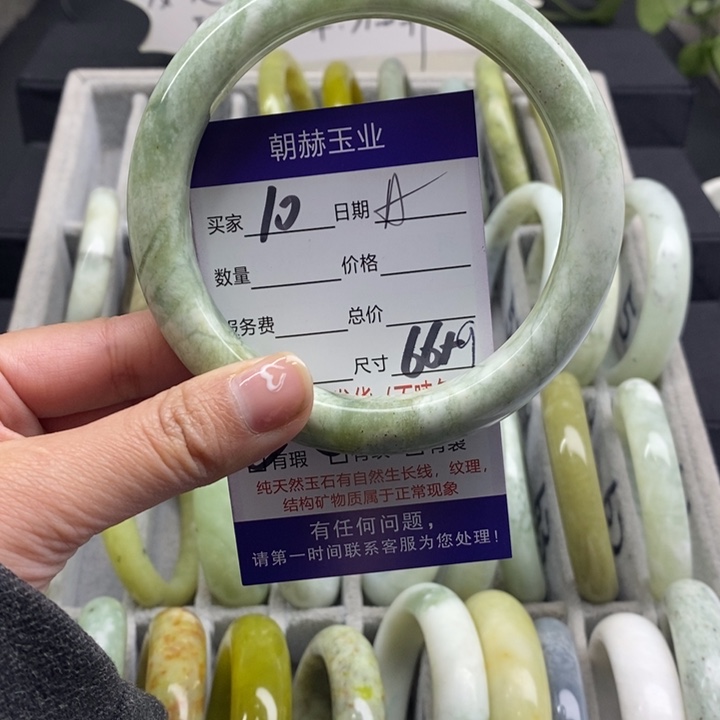 朝赫玉业
买家 10 日期 A
数量 价格
服务费 总价
尺寸 66+9
有瑕
纯天然玉石有自然生长线，纹理，
结构矿物质属于正常现象
有任何问题，
请第一时间联系客服为您处理！